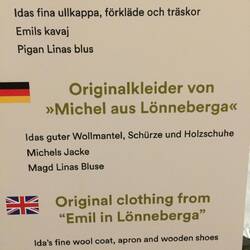 Idas fina ullkappa, förkläde och träskor
Emils kavaj
Pigan Linas blus
Originalkleider von
»Michel aus Lönneberga«
Idas guter Wollmantel, Schürze und Holzschuhe
Michels Jacke
Magd Linas Bluse
Original clothing from
“Emil in Lönneberga”
Ida’s fine wool coat, apron and wooden shoes